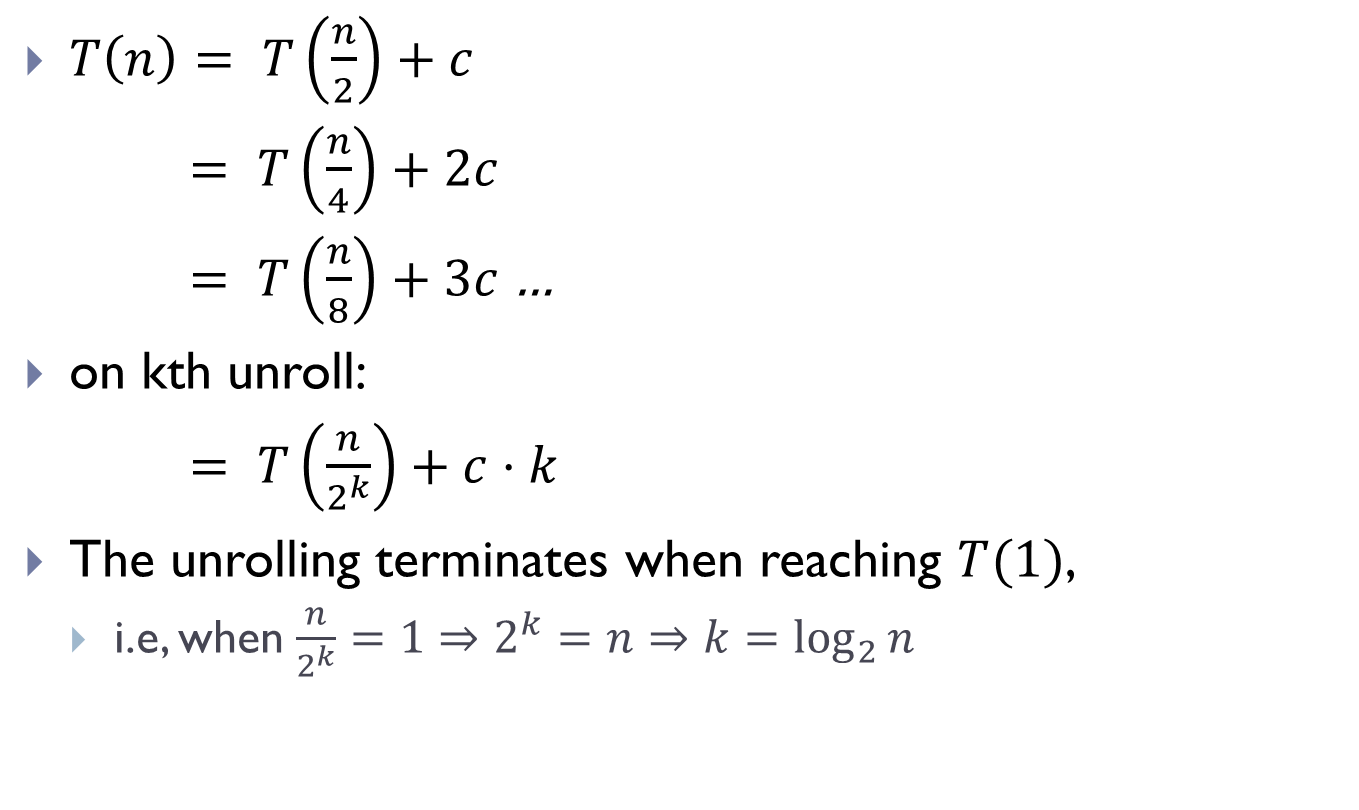 T(n) = T(n/2) + c
= T(n/4) + 2c
= T(n/8) + 3c ...
on kth unroll:
= T(n/2^k) + c · k
The unrolling terminates when reaching T(1),
i.e, when n/2^k = 1 ⇒ 2^k = n ⇒ k = log₂ n